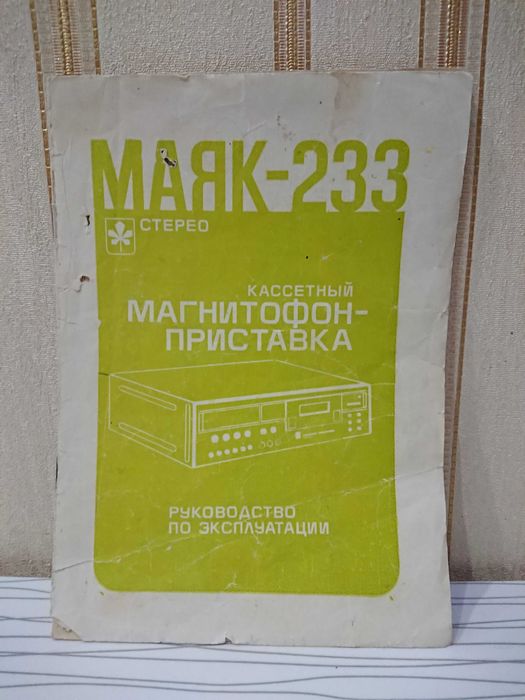 МАЯК-233
СТЕРЕО
КАССЕТНЫЙ
МАГНИТОФОН-
ПРИСТАВКА
РУКОВОДСТВО
ПО ЭКСПЛУАТАЦИИ